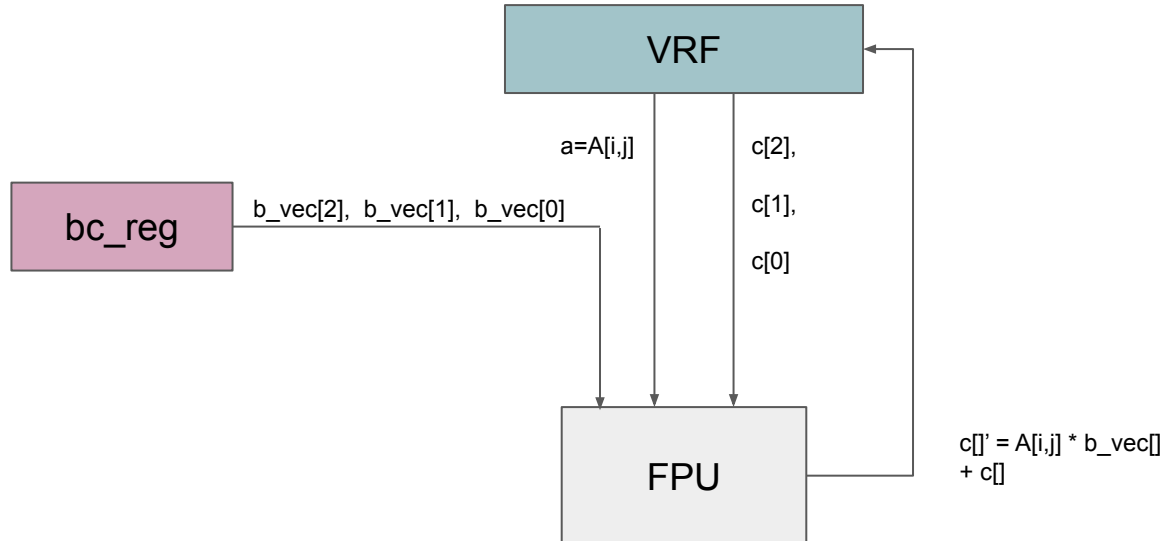 VRF
a=A[i,j]
c[2],
c[1],
c[0]
bc_reg
b_vec[2],  b_vec[1],  b_vec[0]
FPU
c[]’ = A[i,j] * b_vec[]
+ c[]